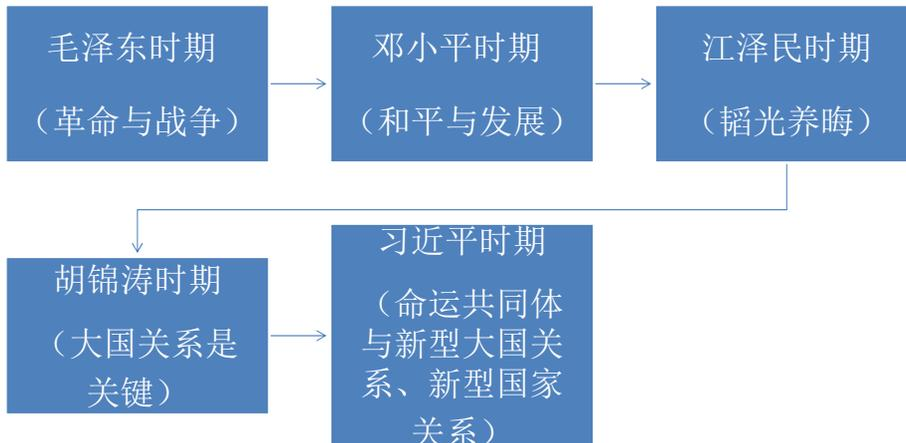 毛泽东时期
（革命与战争）
邓小平时期
（和平与发展）
江泽民时期
（韬光养晦）
胡锦涛时期
（大国关系是
关键）
习近平时期
（命运共同体
与新型大国关
系、新型国家
关系）